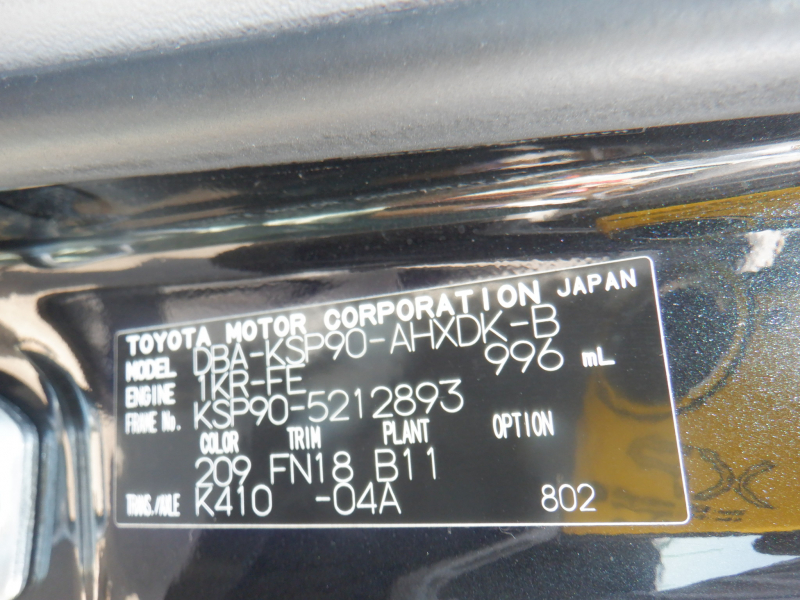 TOYOTA MOTOR CORPORATION JAPAN
MODEL DBA-KSP90-AHXDK-B
ENGINE 1KR-FE 996 mL
FRAME No. KSP90-5212893
COLOR TRIM PLANT OPTION
209 FN18 B11
TRANS./AXLE K410 -04A 802